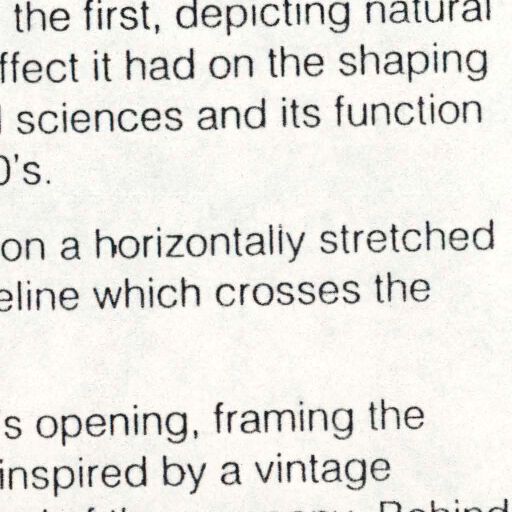 the first, depicting natural
ffect it had on the shaping
sciences and its function
0's.
on a horizontally stretched
eline which crosses the
's opening, framing the
inspired by a vintage
Behind